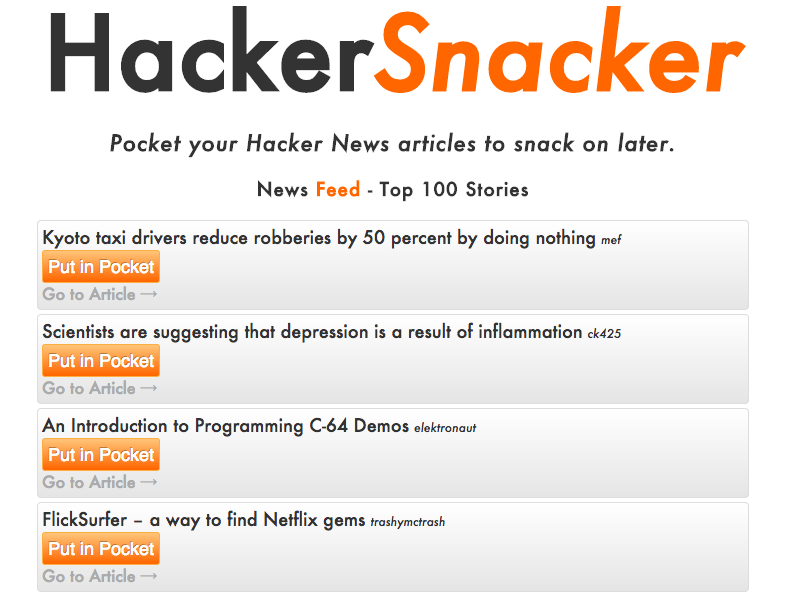 HackerSnacker
Pocket your Hacker News articles to snack on later.
News Feed - Top 100 Stories
Kyoto taxi drivers reduce robberies by 50 percent by doing nothing mef
Put in Pocket
Go to Article →
Scientists are suggesting that depression is a result of inflammation ck425
Put in Pocket
Go to Article →
An Introduction to Programming C-64 Demos elektronaut
Put in Pocket
Go to Article →
FlickSurfer – a way to find Netflix gems trashymctrash
Put in Pocket
Go to Article →